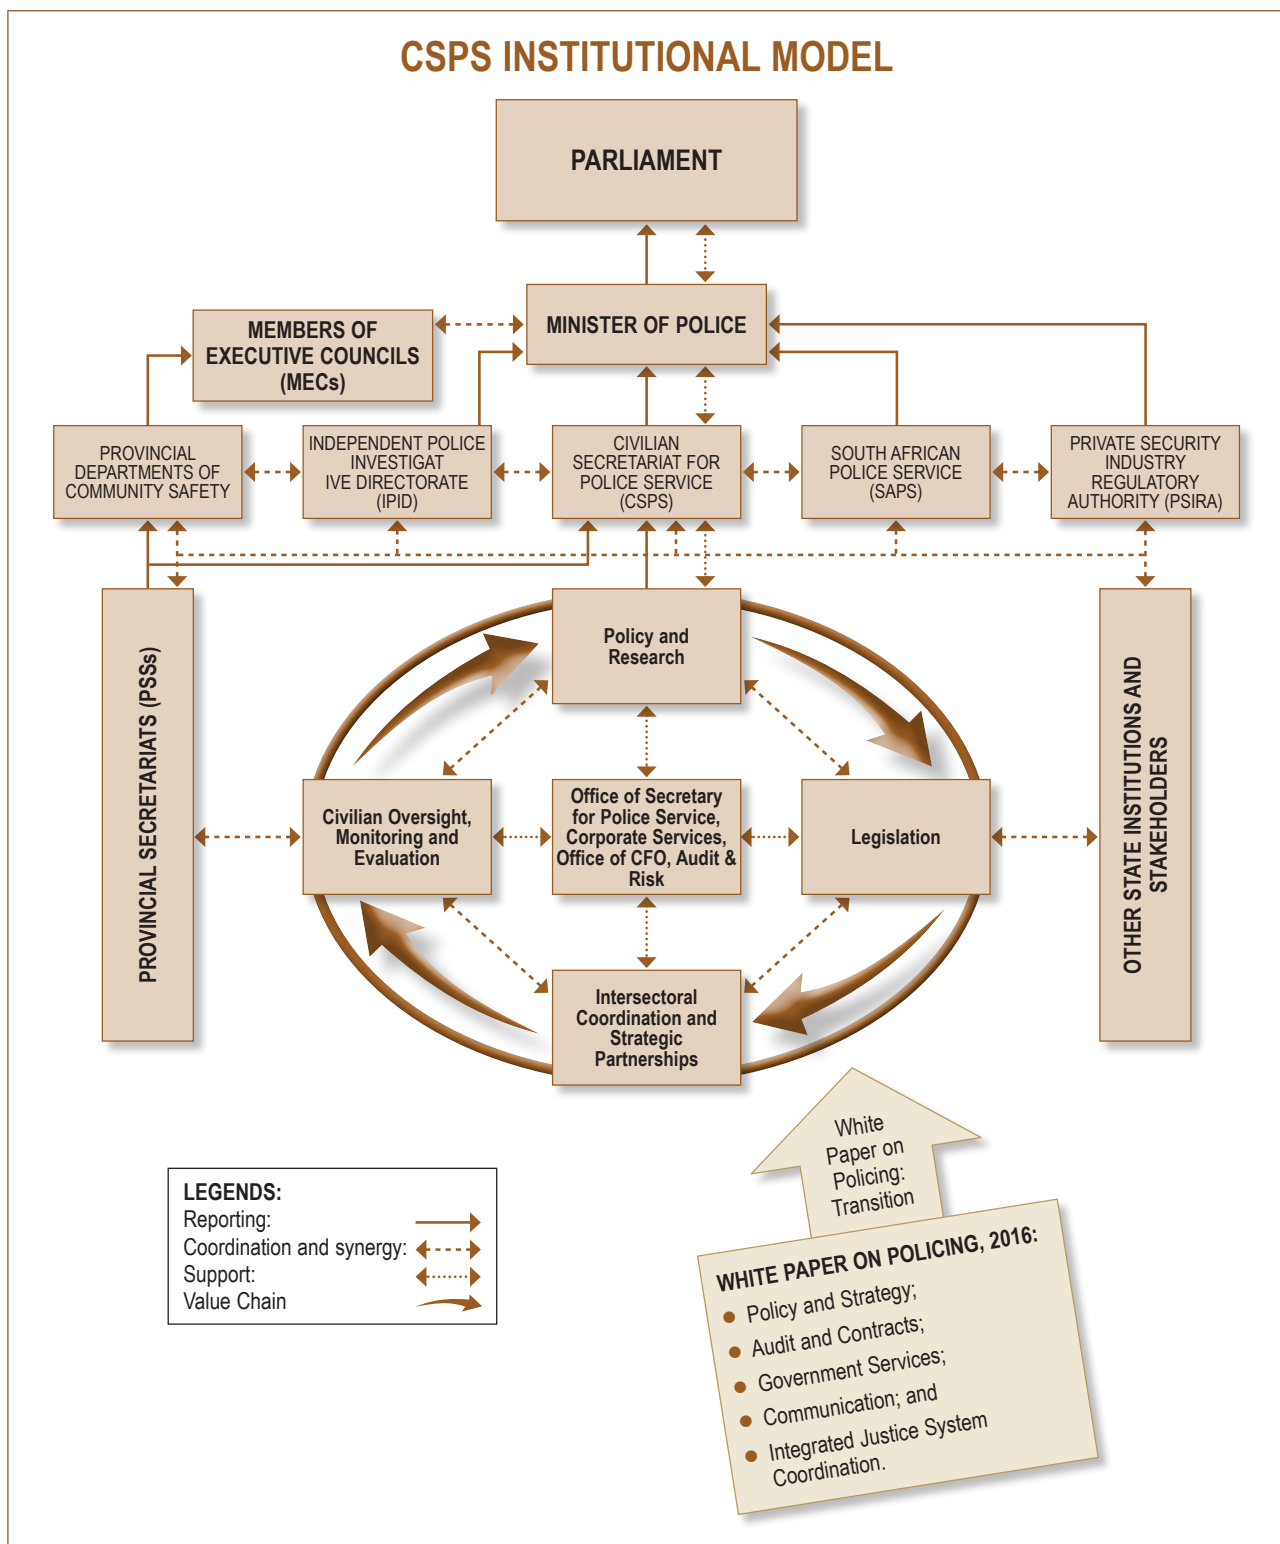 CSPS INSTITUTIONAL MODEL
PARLIAMENT
MINISTER OF POLICE
MEMBERS OF
EXECUTIVE COUNCILS
(MECs)
PROVINCIAL
DEPARTMENTS OF
COMMUNITY SAFETY
INDEPENDENT POLICE
INVESTIGAT
IVE DIRECTORATE
(IPID)
CIVILIAN
SECRETARIAT FOR
POLICE SERVICE
(CSPS)
SOUTH AFRICAN
POLICE SERVICE
(SAPS)
PRIVATE SECURITY
INDUSTRY
REGULATORY
AUTHORITY (PSIRA)
PROVINCIAL SECRETARIATS (PSSs)
Policy and
Research
Civilian Oversight,
Monitoring and
Evaluation
Office of Secretary
for Police Service,
Corporate Services,
Office of CFO, Audit &
Risk
Legislation
Intersectoral
Coordination and
Strategic
Partnerships
OTHER STATE INSTITUTIONS AND
STAKEHOLDERS
LEGENDS:
Reporting:
Coordination and synergy:
Support:
Value Chain
White
Paper on
Policing:
Transition
WHITE PAPER ON POLICING, 2016:
● Policy and Strategy;
● Audit and Contracts;
● Government Services;
● Communication; and
● Integrated Justice System
Coordination.